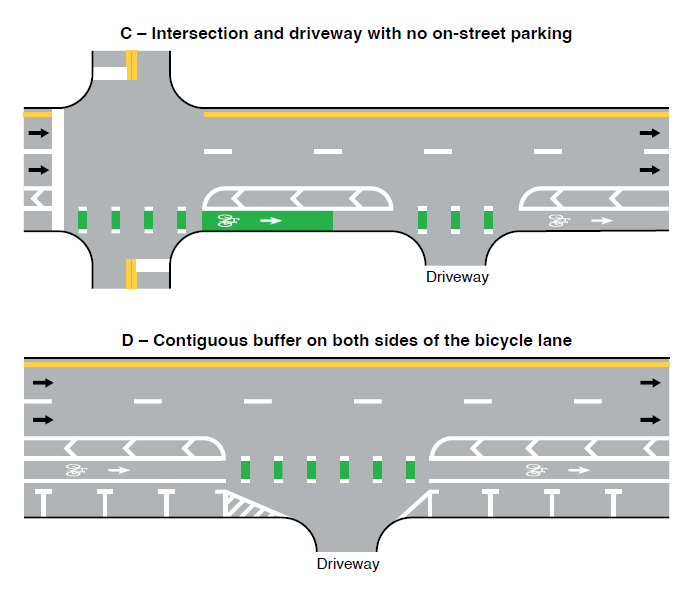 C – Intersection and driveway with no on-street parking
Driveway
D – Contiguous buffer on both sides of the bicycle lane
Driveway